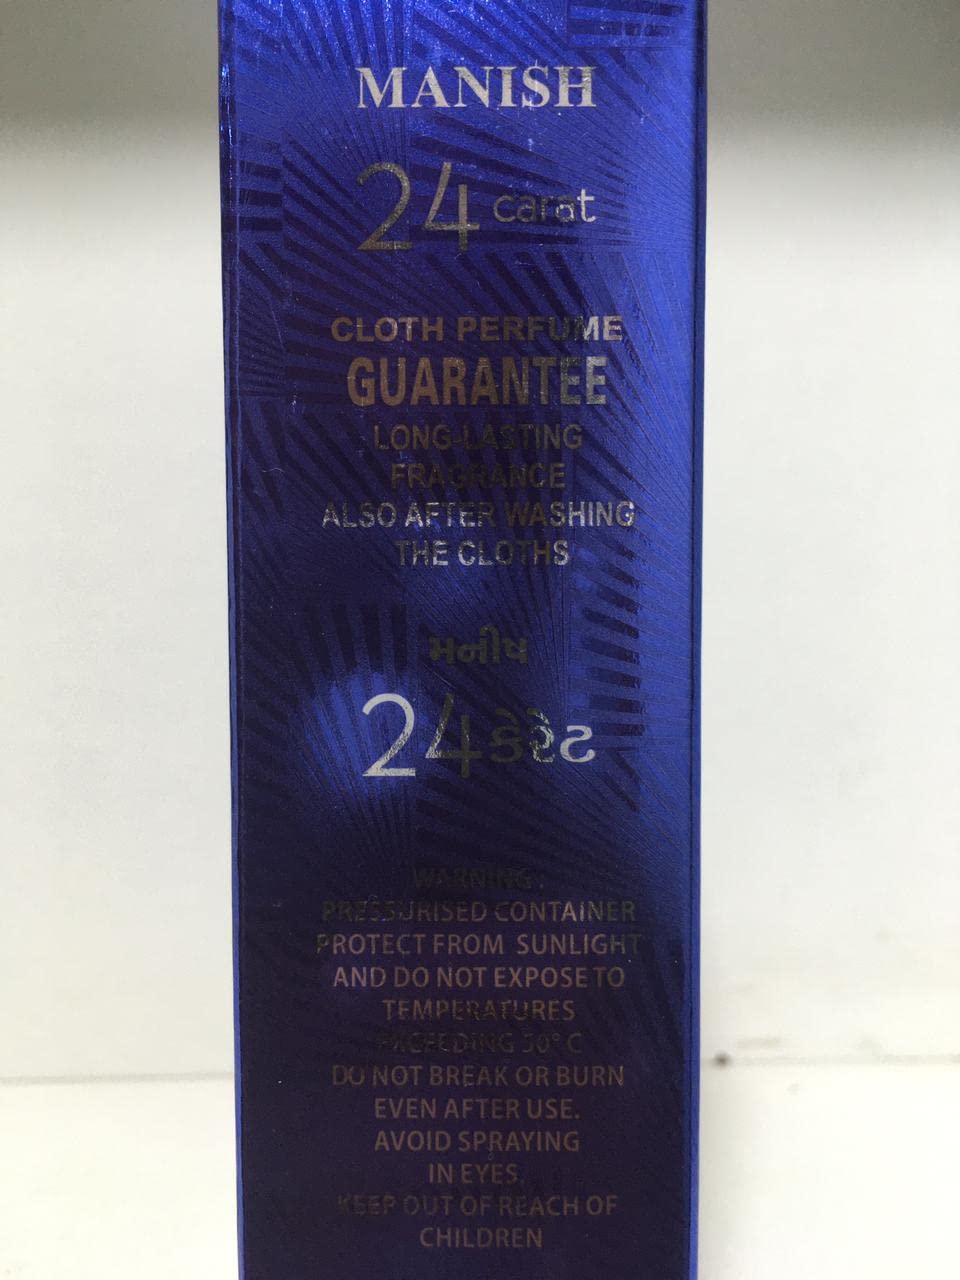 MANISH
24 carat
CLOTH PERFUME
GUARANTEE
LONG-LASTING
FRAGRANCE
ALSO AFTER WASHING
THE CLOTHS
મનીષ
24 કેરેટ
WARNING:
PRESSURISED CONTAINER
PROTECT FROM SUNLIGHT
AND DO NOT EXPOSE TO
TEMPERATURES
EXCEEDING 50° C
DO NOT BREAK OR BURN
EVEN AFTER USE.
AVOID SPRAYING
IN EYES.
KEEP OUT OF REACH OF
CHILDREN